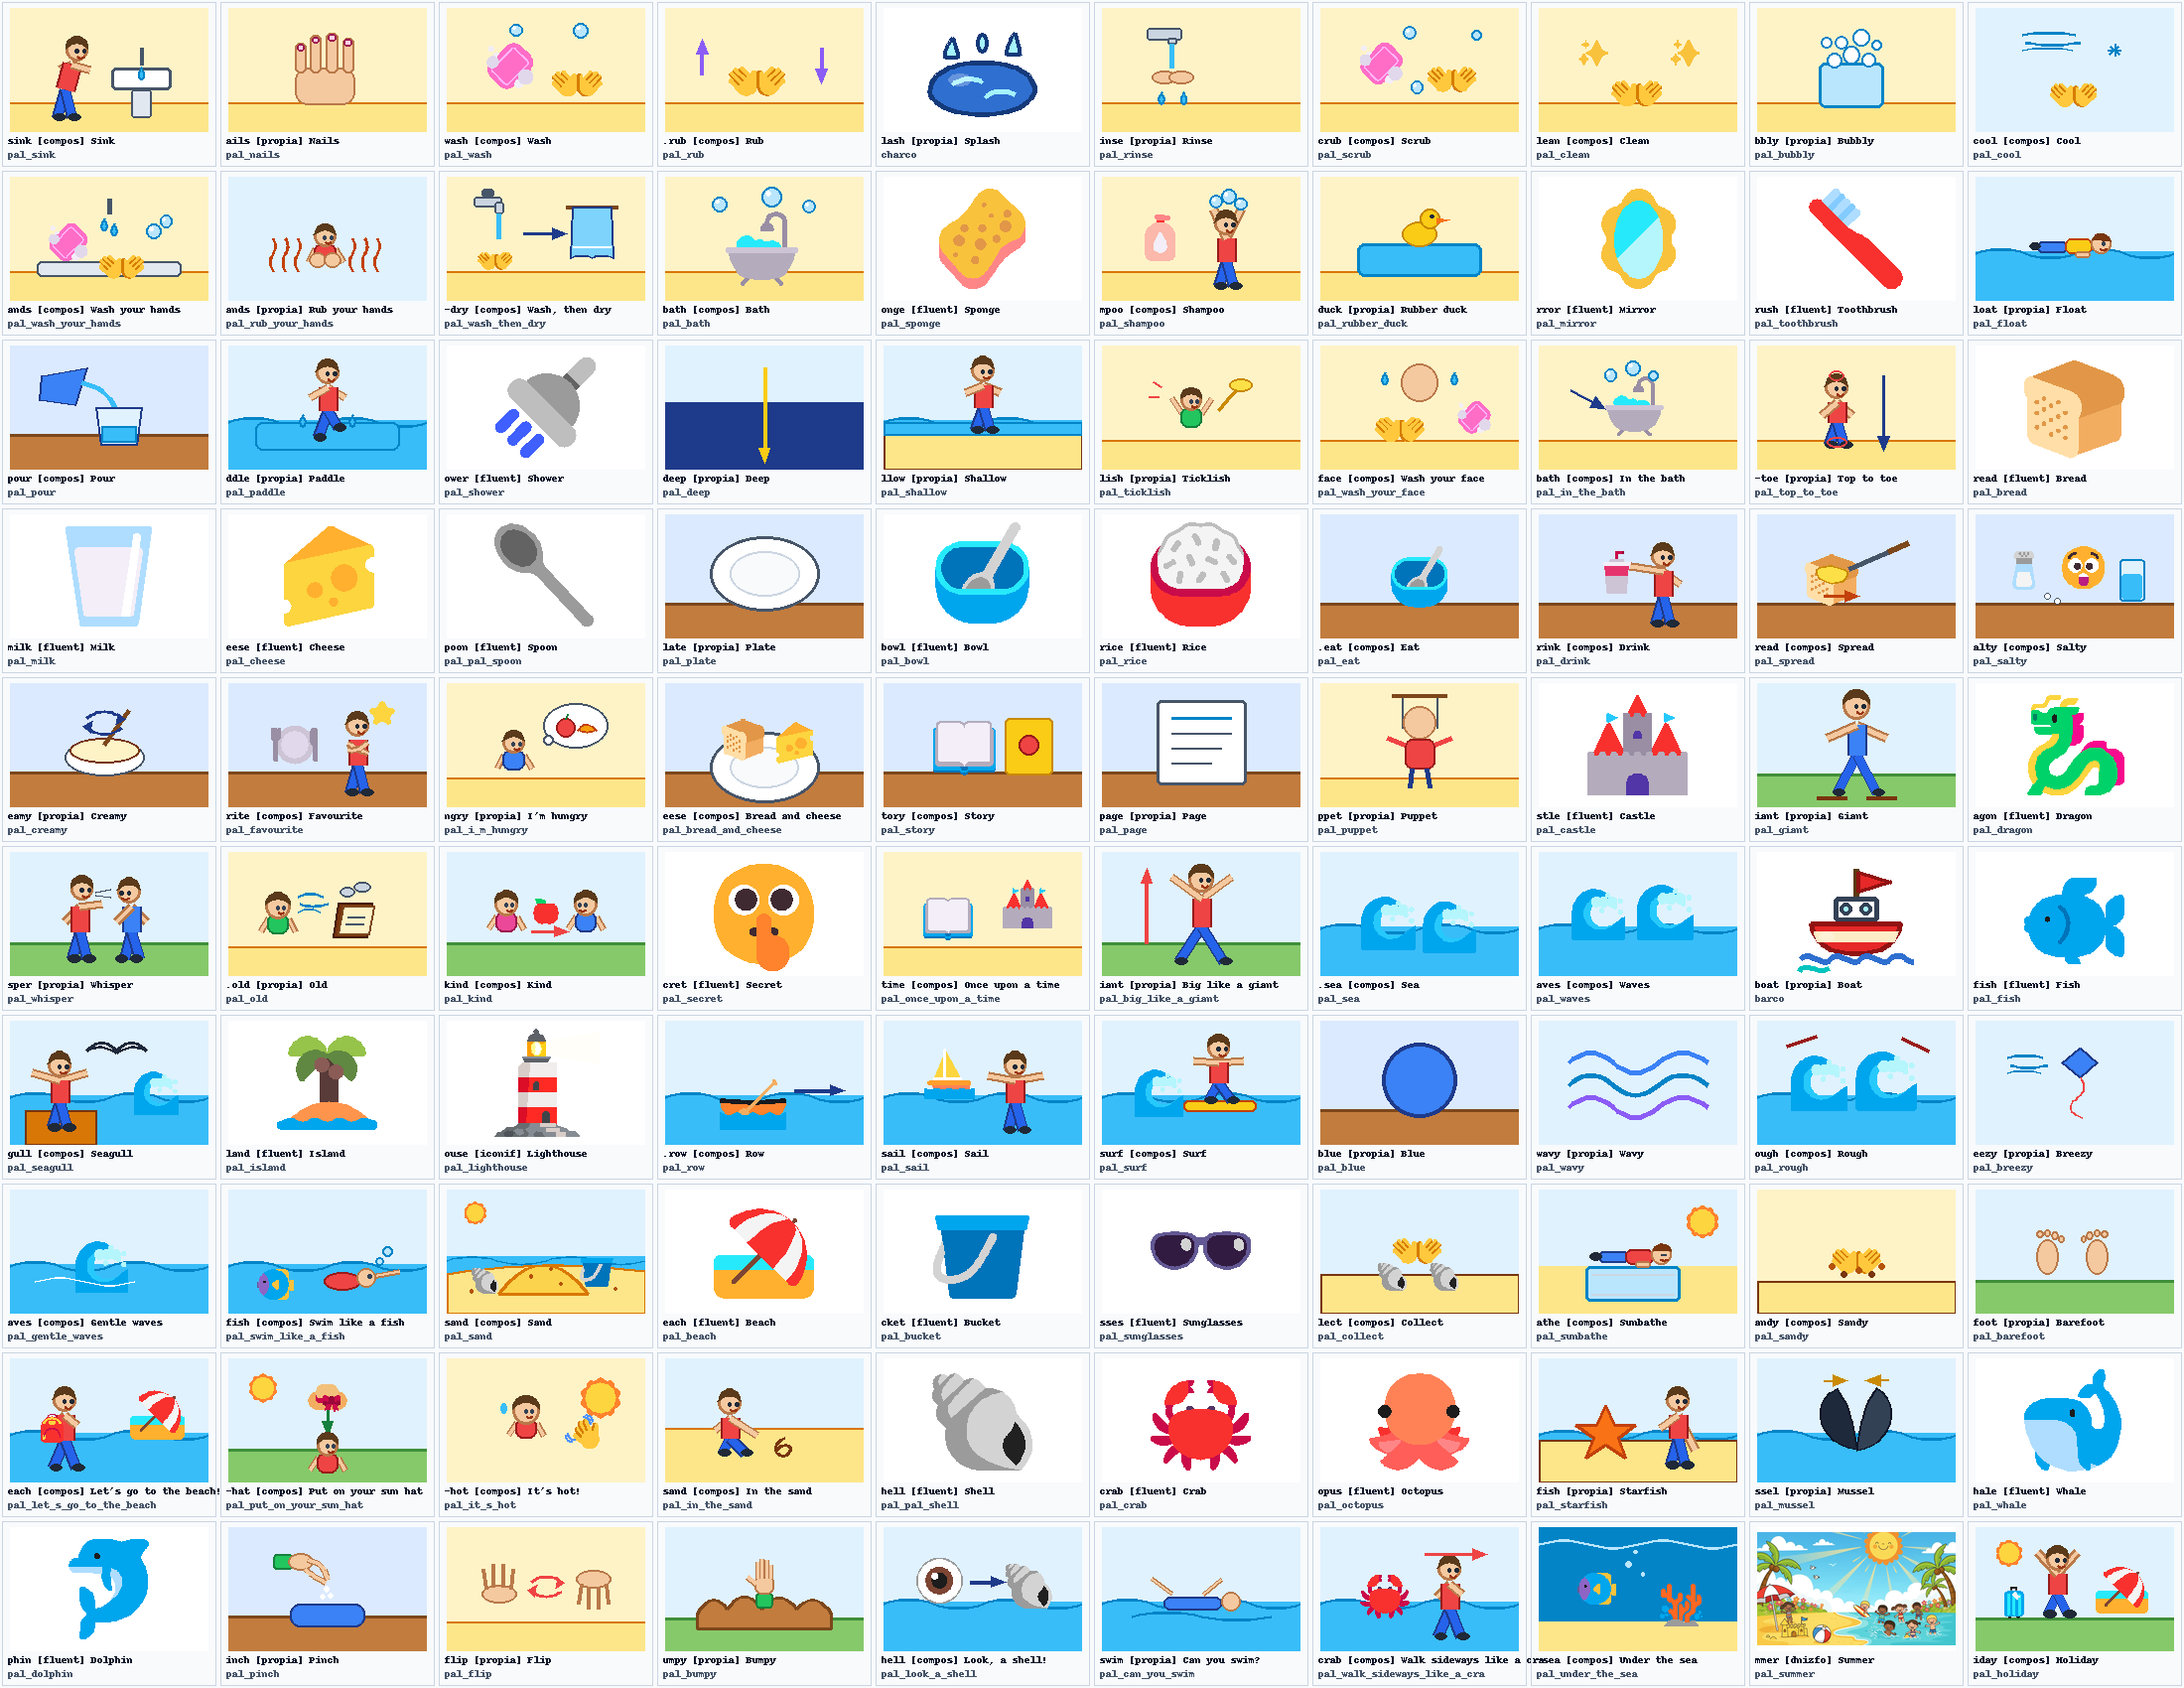 sink [compos] Sink
pal_sink
ails [propia] Nails
pal_nails
wash [compos] Wash
pal_wash
.rub [compos] Rub
pal_rub
lash [propia] Splash
charco
inse [propia] Rinse
pal_rinse
crub [compos] Scrub
pal_scrub
lean [compos] Clean
pal_clean
bbly [propia] Bubbly
pal_bubbly
cool [compos] Cool
pal_cool
ands [compos] Wash your hands
pal_wash_your_hands
ands [propia] Rub your hands
pal_rub_your_hands
-dry [compos] Wash, then dry
pal_wash_then_dry
bath [compos] Bath
pal_bath
onge [fluent] Sponge
pal_sponge
mpoo [compos] Shampoo
pal_shampoo
duck [propia] Rubber duck
pal_rubber_duck
rror [fluent] Mirror
pal_mirror
rush [fluent] Toothbrush
pal_toothbrush
loat [propia] Float
pal_float
pour [compos] Pour
pal_pour
ddle [propia] Paddle
pal_paddle
ower [fluent] Shower
pal_shower
deep [propia] Deep
pal_deep
llow [propia] Shallow
pal_shallow
lish [propia] Ticklish
pal_ticklish
face [compos] Wash your face
pal_wash_your_face
bath [compos] In the bath
pal_in_the_bath
-toe [propia] Top to toe
pal_top_to_toe
read [fluent] Bread
pal_bread
milk [fluent] Milk
pal_milk
eese [fluent] Cheese
pal_cheese
poon [fluent] Spoon
pal_pal_spoon
late [propia] Plate
pal_plate
bowl [fluent] Bowl
pal_bowl
rice [fluent] Rice
pal_rice
.eat [compos] Eat
pal_eat
rink [compos] Drink
pal_drink
read [compos] Spread
pal_spread
alty [compos] Salty
pal_salty
eamy [propia] Creamy
pal_creamy
rite [compos] Favourite
pal_favourite
ngry [propia] I'm hungry
pal_i_m_hungry
eese [compos] Bread and cheese
pal_bread_and_cheese
tory [compos] Story
pal_story
page [propia] Page
pal_page
ppet [propia] Puppet
pal_puppet
stle [fluent] Castle
pal_castle
iant [propia] Giant
pal_giant
agon [fluent] Dragon
pal_dragon
sper [propia] Whisper
pal_whisper
.old [propia] Old
pal_old
kind [compos] Kind
pal_kind
cret [fluent] Secret
pal_secret
time [compos] Once upon a time
pal_once_upon_a_time
iant [propia] Big like a giant
pal_big_like_a_giant
.sea [compos] Sea
pal_sea
aves [compos] Waves
pal_waves
boat [propia] Boat
barco
fish [fluent] Fish
pal_fish
gull [compos] Seagull
pal_seagull
land [fluent] Island
pal_island
ouse [iconif] Lighthouse
pal_lighthouse
.row [compos] Row
pal_row
sail [compos] Sail
pal_sail
surf [compos] Surf
pal_surf
blue [propia] Blue
pal_blue
wavy [propia] Wavy
pal_wavy
ough [compos] Rough
pal_rough
eezy [propia] Breezy
pal_breezy
aves [compos] Gentle waves
pal_gentle_waves
fish [compos] Swim like a fish
pal_swim_like_a_fish
sand [compos] Sand
pal_sand
each [fluent] Beach
pal_beach
cket [fluent] Bucket
pal_bucket
sses [fluent] Sunglasses
pal_sunglasses
lect [compos] Collect
pal_collect
athe [compos] Sunbathe
pal_sunbathe
andy [compos] Sandy
pal_sandy
foot [propia] Barefoot
pal_barefoot
each [compos] Let's go to the beach!
pal_let_s_go_to_the_beach
-hat [compos] Put on your sun hat
pal_put_on_your_sun_hat
-hot [compos] It's hot!
pal_it_s_hot
sand [compos] In the sand
pal_in_the_sand
hell [fluent] Shell
pal_pal_shell
crab [fluent] Crab
pal_crab
opus [fluent] Octopus
pal_octopus
fish [propia] Starfish
pal_starfish
ssel [propia] Mussel
pal_mussel
hale [fluent] Whale
pal_whale
phin [fluent] Dolphin
pal_dolphin
inch [propia] Pinch
pal_pinch
flip [propia] Flip
pal_flip
umpy [propia] Bumpy
pal_bumpy
hell [compos] Look, a shell!
pal_look_a_shell
swim [propia] Can you swim?
pal_can_you_swim
crab [compos] Walk sideways like a cra
pal_walk_sideways_like_a_cra
sea [compos] Under the sea
pal_under_the_sea
mmer [dnizfo] Summer
pal_summer
iday [compos] Holiday
pal_holiday